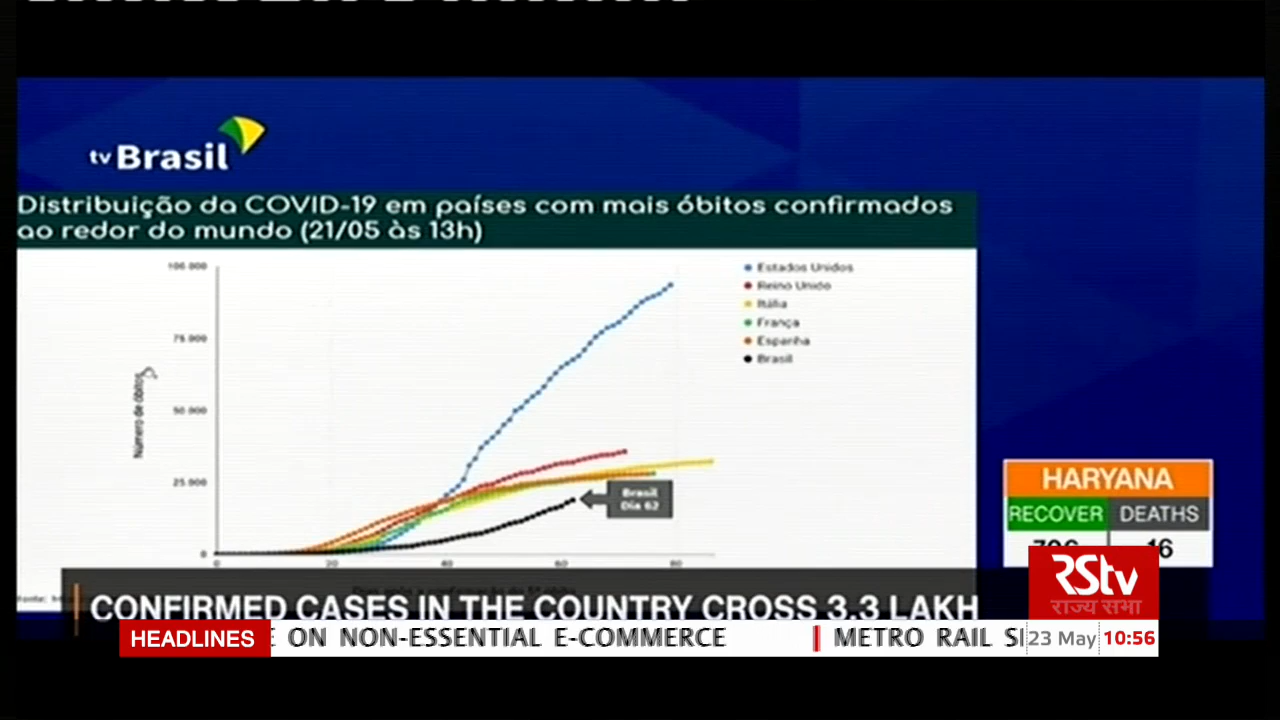 tv Brasil
Distribuição da COVID-19 em países com mais óbitos confirmados
ao redor do mundo (21/05 às 13h)
100 000
75 000
50 000
25 000
0
Número de óbitos
0 20 40 60 80
Estados Unidos
Reino Unido
Itália
França
Espanha
Brasil
Brasil
Dia 62
HARYANA
RECOVER DEATHS
16
RStv
राज्य सभा
CONFIRMED CASES IN THE COUNTRY CROSS 3.3 LAKH
HEADLINES E ON NON-ESSENTIAL E-COMMERCE METRO RAIL SI 23 May 10:56